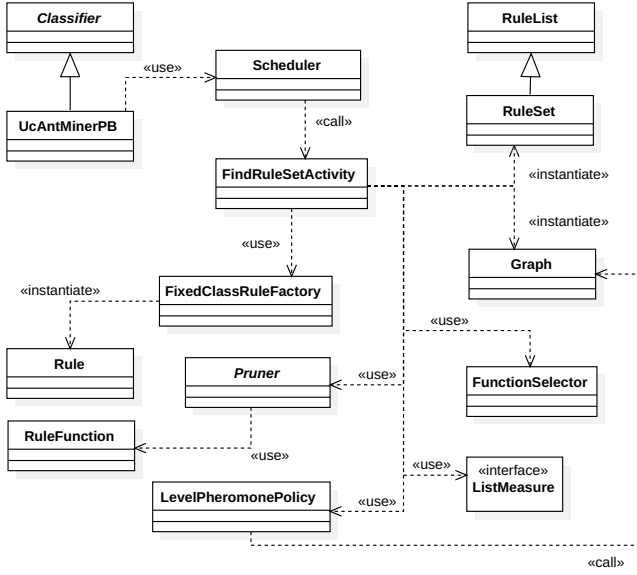 Classifier
RuleList
«use»
Scheduler
UcAntMinerPB
RuleSet
«call»
FindRuleSetActivity
«instantiate»
«instantiate»
«use»
Graph
«instantiate»
FixedClassRuleFactory
«use»
Rule
Pruner
«use»
FunctionSelector
RuleFunction
«use»
«use»
«interface»
ListMeasure
LevelPheromonePolicy
«use»
«call»